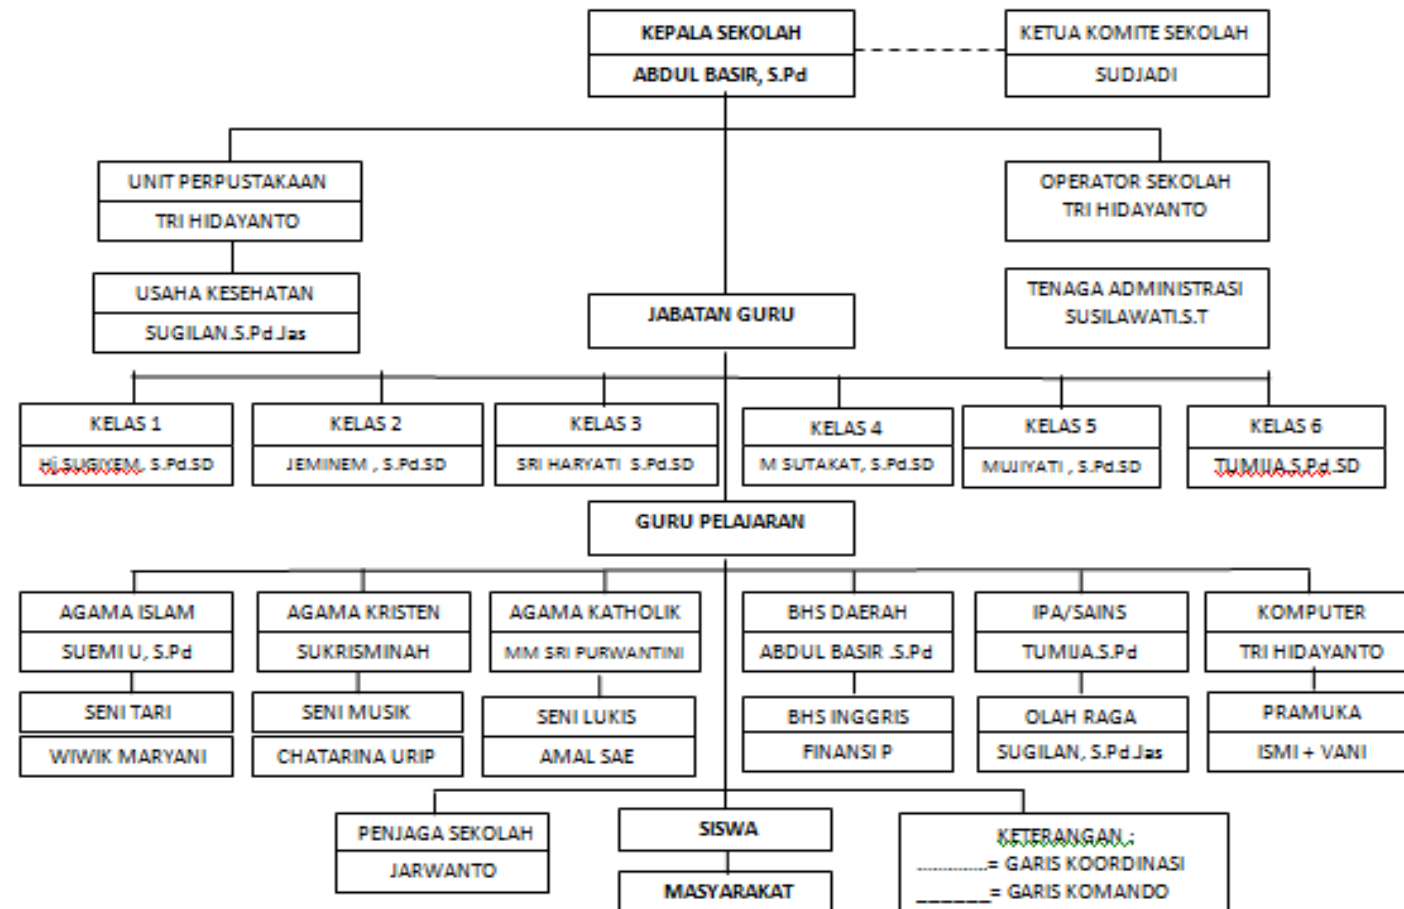 KEPALA SEKOLAH
ABDUL BASIR, S.Pd
KETUA KOMITE SEKOLAH
SUDJADI
UNIT PERPUSTAKAAN
TRI HIDAYANTO
OPERATOR SEKOLAH
TRI HIDAYANTO
USAHA KESEHATAN
SUGILAN.S.Pd.Jas
JABATAN GURU
TENAGA ADMINISTRASI
SUSILAWATI.S.T
KELAS 1
Hj.SUGIYEM, S.Pd.SD
KELAS 2
JEMINEM , S.Pd.SD
KELAS 3
SRI HARYATI S.Pd.SD
KELAS 4
M SUTAKAT, S.Pd.SD
KELAS 5
MUJIYATI , S.Pd.SD
KELAS 6
TUMIJA.S.Pd.SD
GURU PELAJARAN
AGAMA ISLAM
SUEMI U, S.Pd
AGAMA KRISTEN
SUKRISMINAH
AGAMA KATHOLIK
MM SRI PURWANTINI
BHS DAERAH
ABDUL BASIR .S.Pd
IPA/SAINS
TUMIJA.S.Pd
KOMPUTER
TRI HIDAYANTO
SENI TARI
WIWIK MARYANI
SENI MUSIK
CHATARINA URIP
SENI LUKIS
AMAL SAE
BHS INGGRIS
FINANSI P
OLAH RAGA
SUGILAN, S.Pd.Jas
PRAMUKA
ISMI + VANI
PENJAGA SEKOLAH
JARWANTO
SISWA
MASYARAKAT
KETERANGAN :
............= GARIS KOORDINASI
______= GARIS KOMANDO